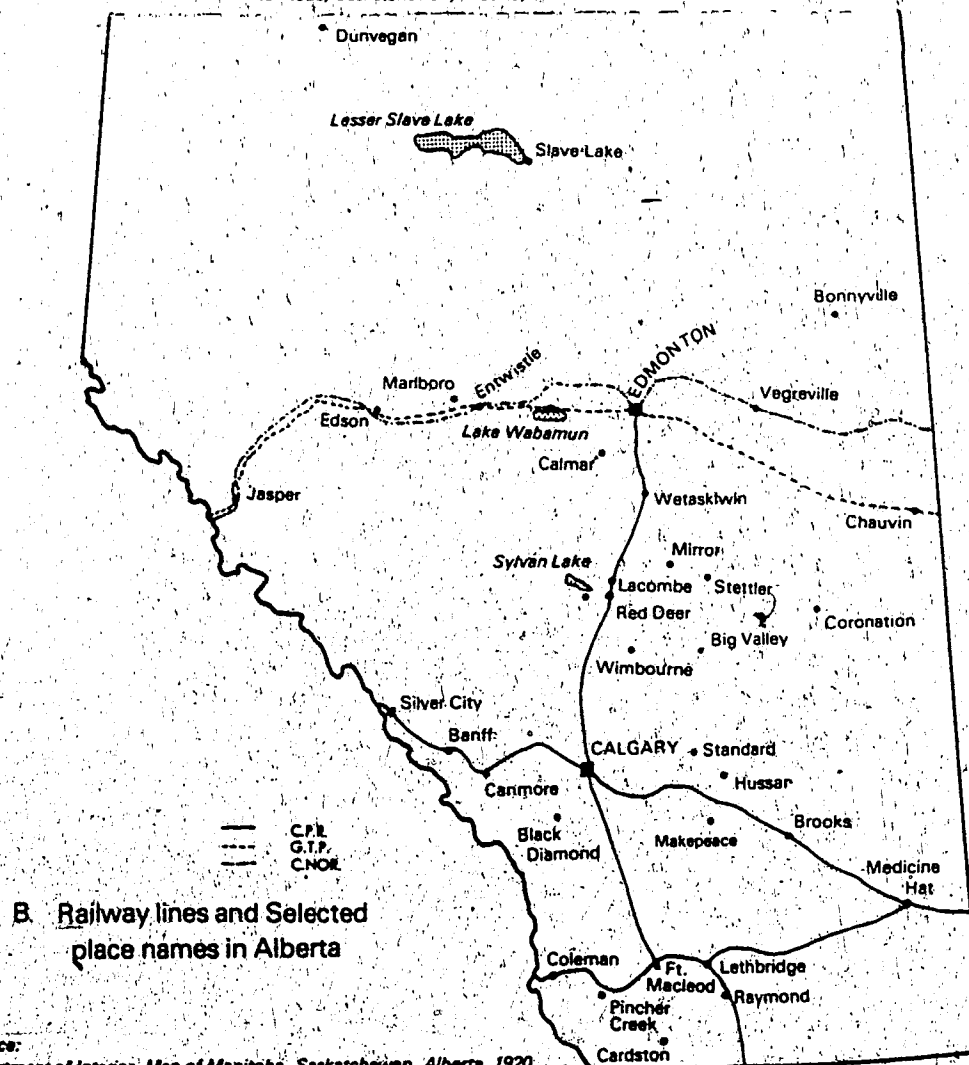 Dunvegan
Lesser Slave Lake
Slave Lake
Bonnyville
EDMONTON
Entwistle
Marlboro
Vegreville
Edson
Lake Wabamun
Calmar
Jasper
Wetaskiwin
Chauvin
Mirror
Sylvan Lake
Lacombe
Stettler
Red Deer
Coronation
Big Valley
Wimbourne
Silver City
Banff
CALGARY
Standard
Hussar
Canmore
Brooks
Black
Diamond
Makepeace
C.P.R.
G.T.P.
C.NOR.
Medicine
Hat
B. Railway lines and Selected
place names in Alberta
Coleman
Ft.
Macleod
Lethbridge
Raymond
Pincher
Creek
Cardston
Interior, Map of Manitoba, Saskatchewan, Alberta, 1920